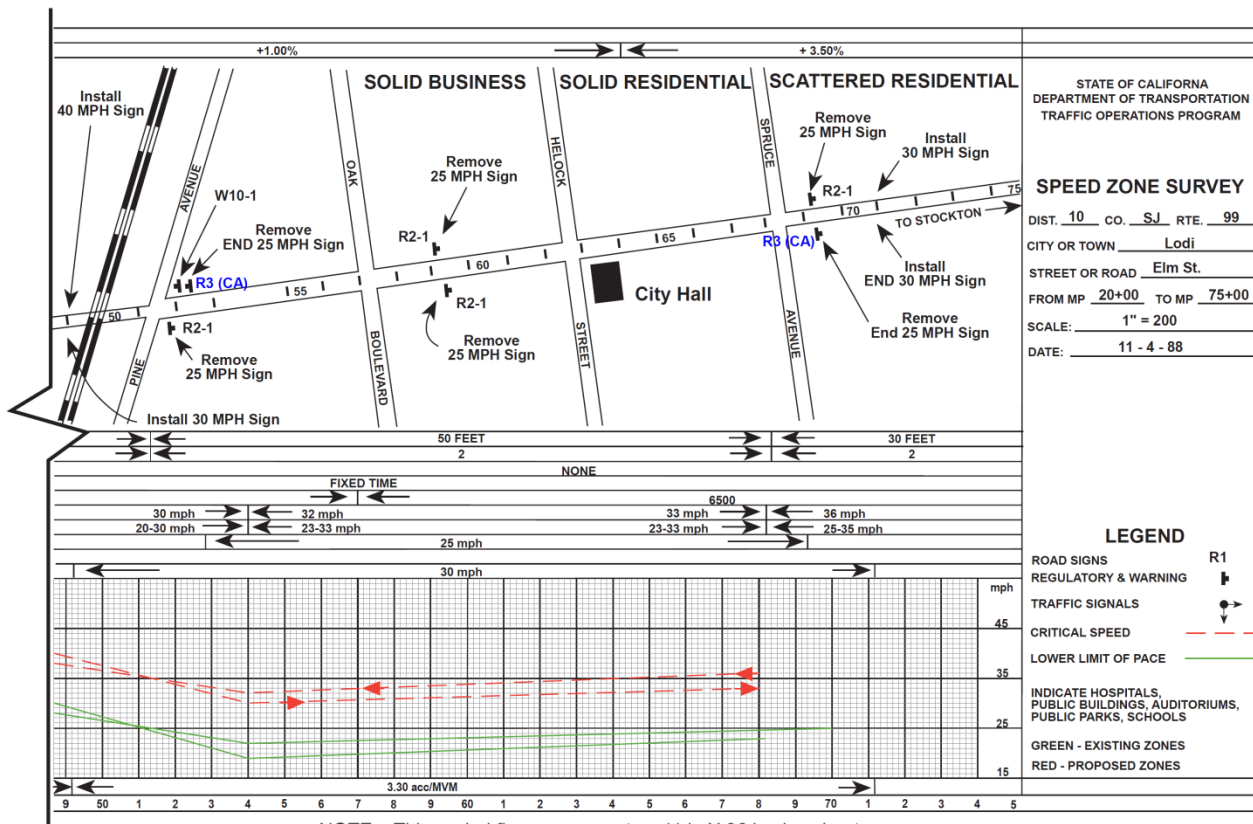 +1.00%
+ 3.50%
SOLID BUSINESS
SOLID RESIDENTIAL
SCATTERED RESIDENTIAL
Install
40 MPH Sign
AVENUE
W10-1
Remove
END 25 MPH Sign
R3 (CA)
50
R2-1
Remove
25 MPH Sign
PINE
Install 30 MPH Sign
55
OAK
BOULEVARD
Remove
25 MPH Sign
R2-1
60
R2-1
Remove
25 MPH Sign
HELOCK
STREET
City Hall
65
SPRUCE
AVENUE
Remove
25 MPH Sign
R2-1
Install
30 MPH Sign
70
75
TO STOCKTON
R3 (CA)
Install
END 30 MPH Sign
Remove
End 25 MPH Sign
STATE OF CALIFORNA
DEPARTMENT OF TRANSPORTATION
TRAFFIC OPERATIONS PROGRAM
SPEED ZONE SURVEY
DIST. 10 CO. SJ RTE. 99
CITY OR TOWN Lodi
STREET OR ROAD Elm St.
FROM MP 20+00 TO MP 75+00
SCALE: 1" = 200
DATE: 11 - 4 - 88
50 FEET 30 FEET
2 2
NONE
FIXED TIME
6500
30 mph 32 mph 33 mph 36 mph
20-30 mph 23-33 mph 23-33 mph 25-35 mph
25 mph
30 mph
mph
45
35
25
15
3.30 acc/MVM
9 50 1 2 3 4 5 6 7 8 9 60 1 2 3 4 5 6 7 8 9 70 1 2 3 4 5
LEGEND
ROAD SIGNS R1
REGULATORY & WARNING
TRAFFIC SIGNALS
CRITICAL SPEED
LOWER LIMIT OF PACE
INDICATE HOSPITALS,
PUBLIC BUILDINGS, AUDITORIUMS,
PUBLIC PARKS, SCHOOLS
GREEN - EXISTING ZONES
RED - PROPOSED ZONES